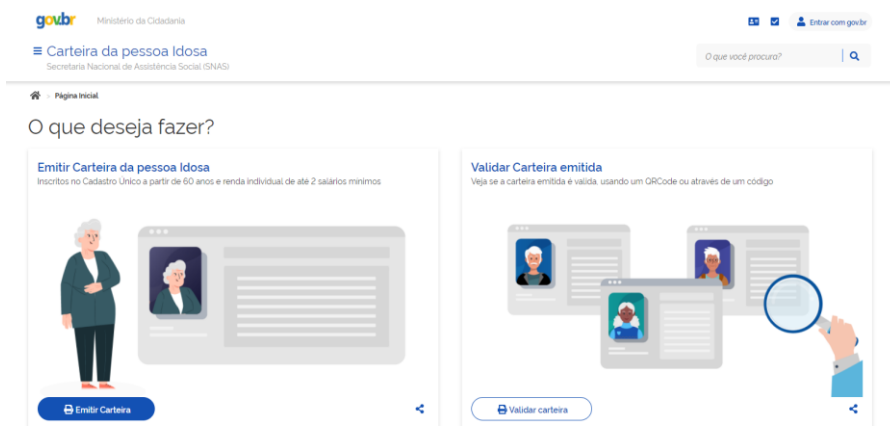 gov.br Ministério da Cidadania Entrar com gov.br
Carteira da pessoa Idosa
Secretaria Nacional de Assistência Social (SNAS)
O que você procura?
> Página Inicial
O que deseja fazer?
Emitir Carteira da pessoa Idosa
Inscritos no Cadastro Único a partir de 60 anos e renda individual de até 2 salários mínimos
Emitir Carteira
Validar Carteira emitida
Veja se a carteira emitida é valida, usando um QRCode ou através de um código
Validar carteira